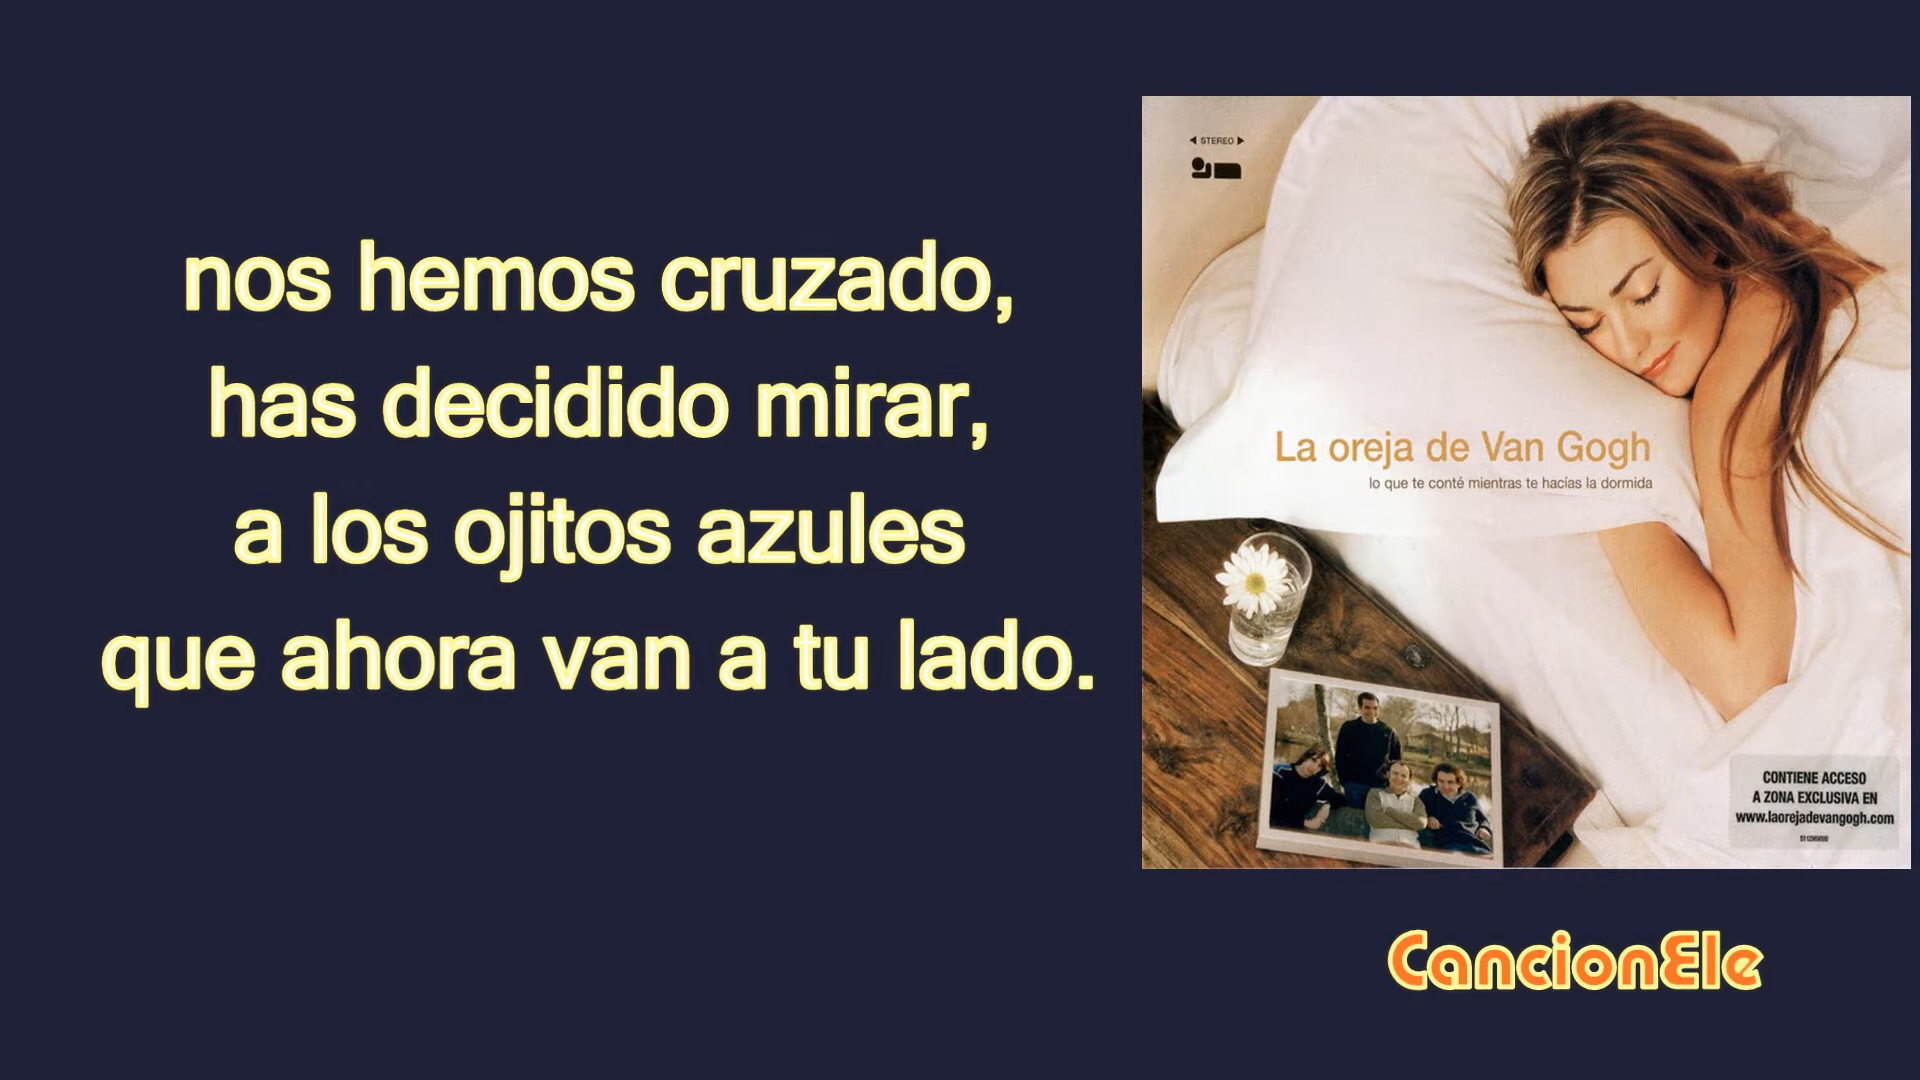 nos hemos cruzado,
has decidido mirar,
a los ojitos azules
que ahora van a tu lado.
STEREO
La oreja de Van Gogh
lo que te conté mientras te hacías la dormida
CONTIENE ACCESO
A ZONA EXCLUSIVA EN
www.laorejadevangogh.com
CancionEle